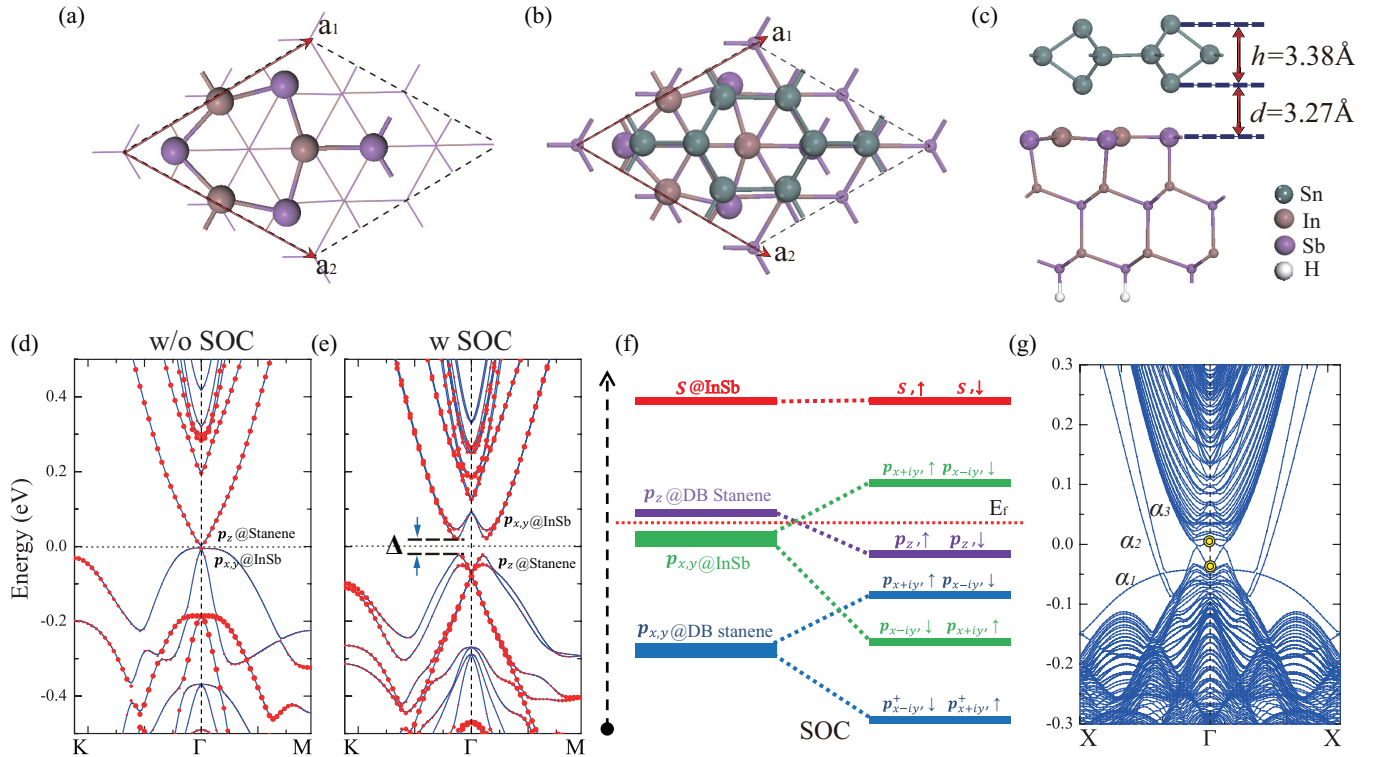 (a)
a1
a2
(b)
a1
a2
(c)
h=3.38Å
d=3.27Å
Sn
In
Sb
H
(d)
w/o SOC
Energy (eV)
0.4
0.2
0.0
-0.2
-0.4
pz@Stanene
px,y@InSb
K Γ M
(e)
w SOC
px,y@InSb
Δ
pz@Stanene
K Γ M
(f)
S@InSb
S,↑ S,↓
px+iy,↑ px-iy,↓
pz@DB Stanene
Ef
px,y@InSb
pz,↑ pz,↓
px+iy,↑ px-iy,↓
px,y@DB stanene
px-iy,↓ px+iy,↑
p+x-iy,↓ p+x+iy,↑
SOC
(g)
0.3
0.2
0.1
0.0
-0.1
-0.2
-0.3
α3
α2
α1
X Γ X